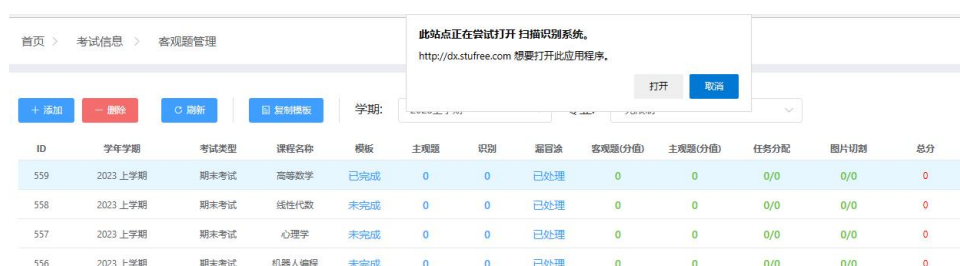 首页 > 考试信息 > 客观题管理
此站点正在尝试打开 扫描识别系统。
http://dx.stufree.com 想要打开此应用程序。
打开 取消
+ 添加 − 删除 刷新 复制模板 学期:
ID 学年学期 考试类型 课程名称 模板 主观题 识别 漏冒涂 客观题(分值) 主观题(分值) 任务分配 图片切割 总分
559 2023 上学期 期末考试 高等数学 已完成 0 0 已处理 0 0 0/0 0/0 0
558 2023 上学期 期末考试 线性代数 未完成 0 0 已处理 0 0 0/0 0/0 0
557 2023 上学期 期末考试 心理学 未完成 0 0 已处理 0 0 0/0 0/0 0
556 2023 上学期 期末考试 机器人编程 未完成 0 0 已处理 0 0 0/0 0/0 0